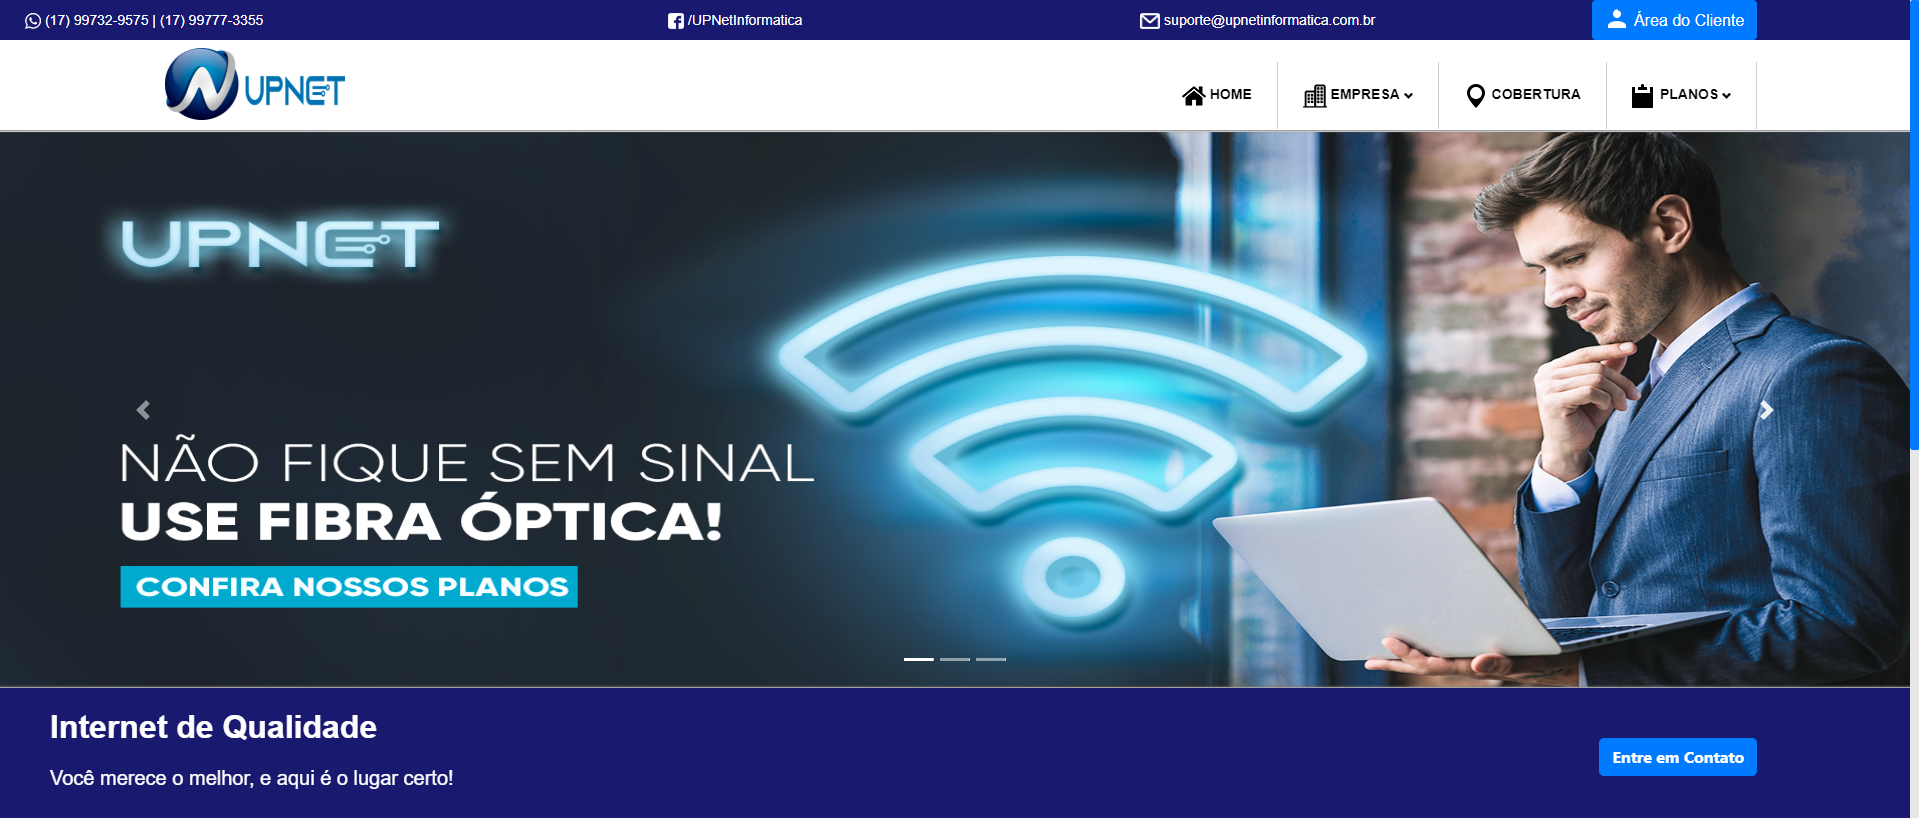 (17) 99732-9575 | (17) 99777-3355
/UPNetInformatica
suporte@upnetinformatica.com.br
Área do Cliente
UPNET
HOME
EMPRESA
COBERTURA
PLANOS
UPNET
NÃO FIQUE SEM SINAL
USE FIBRA ÓPTICA!
CONFIRA NOSSOS PLANOS
Internet de Qualidade
Você merece o melhor, e aqui é o lugar certo!
Entre em Contato